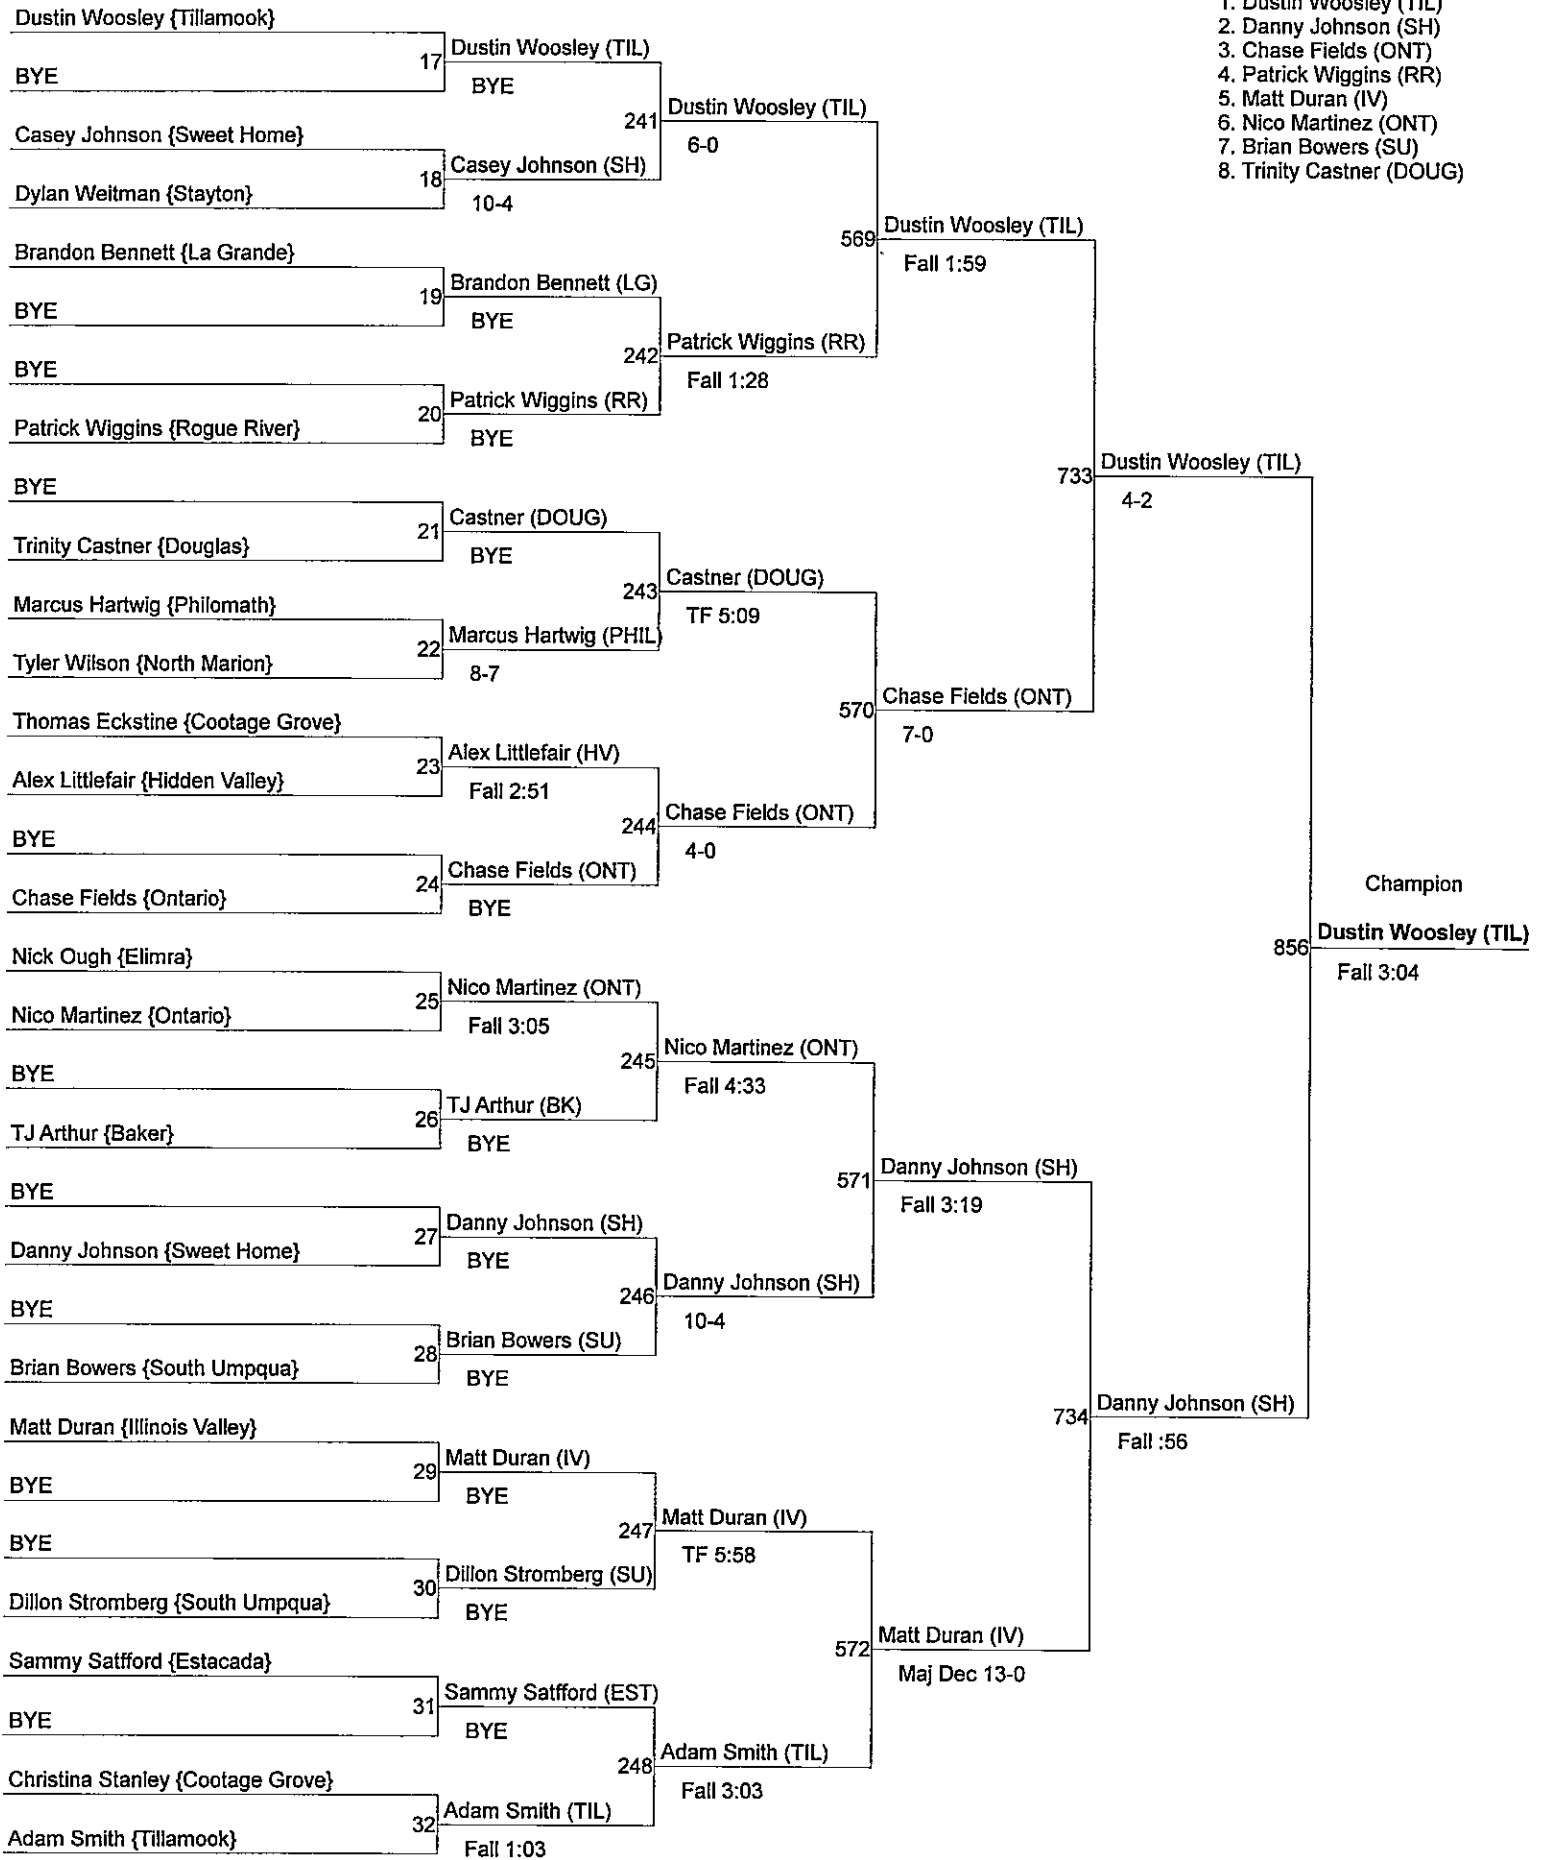 1. Dustin Woosley (TIL)
2. Danny Johnson (SH)
3. Chase Fields (ONT)
4. Patrick Wiggins (RR)
5. Matt Duran (IV)
6. Nico Martinez (ONT)
7. Brian Bowers (SU)
8. Trinity Castner (DOUG)
Dustin Woosley {Tillamook}
BYE
Casey Johnson {Sweet Home}
Dylan Weitman {Stayton}
Brandon Bennett {La Grande}
BYE
BYE
Patrick Wiggins {Rogue River}
BYE
Trinity Castner {Douglas}
Marcus Hartwig {Philomath}
Tyler Wilson {North Marion}
Thomas Eckstine {Cootage Grove}
Alex Littlefair {Hidden Valley}
BYE
Chase Fields {Ontario}
Nick Ough {Elimra}
Nico Martinez {Ontario}
BYE
TJ Arthur {Baker}
BYE
Danny Johnson {Sweet Home}
BYE
Brian Bowers {South Umpqua}
Matt Duran {Illinois Valley}
BYE
BYE
Dillon Stromberg {South Umpqua}
Sammy Satfford {Estacada}
BYE
Christina Stanley {Cootage Grove}
Adam Smith {Tillamook}
17 Dustin Woosley (TIL)
BYE
18 Casey Johnson (SH)
10-4
19 Brandon Bennett (LG)
BYE
20 Patrick Wiggins (RR)
BYE
21 Castner (DOUG)
BYE
22 Marcus Hartwig (PHIL)
8-7
23 Alex Littlefair (HV)
Fall 2:51
24 Chase Fields (ONT)
BYE
25 Nico Martinez (ONT)
Fall 3:05
26 TJ Arthur (BK)
BYE
27 Danny Johnson (SH)
BYE
28 Brian Bowers (SU)
BYE
29 Matt Duran (IV)
BYE
30 Dillon Stromberg (SU)
BYE
31 Sammy Satfford (EST)
BYE
32 Adam Smith (TIL)
Fall 1:03
241 Dustin Woosley (TIL)
6-0
242 Patrick Wiggins (RR)
Fall 1:28
243 Castner (DOUG)
TF 5:09
244 Chase Fields (ONT)
4-0
245 Nico Martinez (ONT)
Fall 4:33
246 Danny Johnson (SH)
10-4
247 Matt Duran (IV)
TF 5:58
248 Adam Smith (TIL)
Fall 3:03
569 Dustin Woosley (TIL)
Fall 1:59
570 Chase Fields (ONT)
7-0
571 Danny Johnson (SH)
Fall 3:19
572 Matt Duran (IV)
Maj Dec 13-0
733 Dustin Woosley (TIL)
4-2
734 Danny Johnson (SH)
Fall :56
Champion
856 Dustin Woosley (TIL)
Fall 3:04